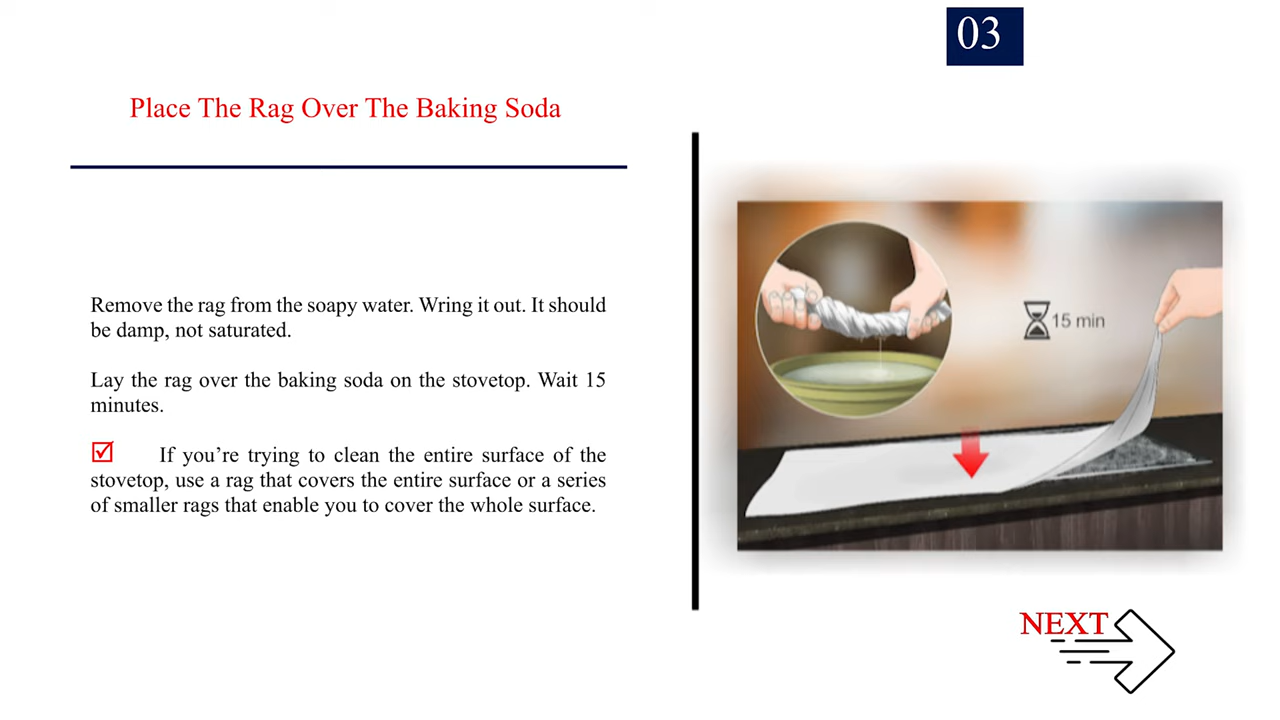 03
Place The Rag Over The Baking Soda
Remove the rag from the soapy water. Wring it out. It should
be damp, not saturated.
Lay the rag over the baking soda on the stovetop. Wait 15
minutes.
If you’re trying to clean the entire surface of the
stovetop, use a rag that covers the entire surface or a series
of smaller rags that enable you to cover the whole surface.
15 min
NEXT